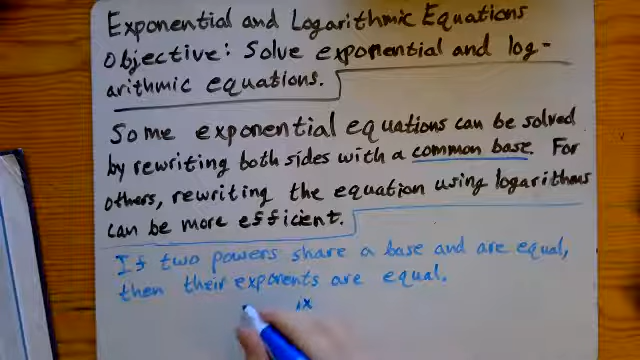 Exponential and Logarithmic Equations
Objective: Solve exponential and log-
arithmic equations.
Some exponential equations can be solved
by rewriting both sides with a common base. For
others, rewriting the equation using logarithms
can be more efficient.
If two powers share a base and are equal,
then their exponents are equal.